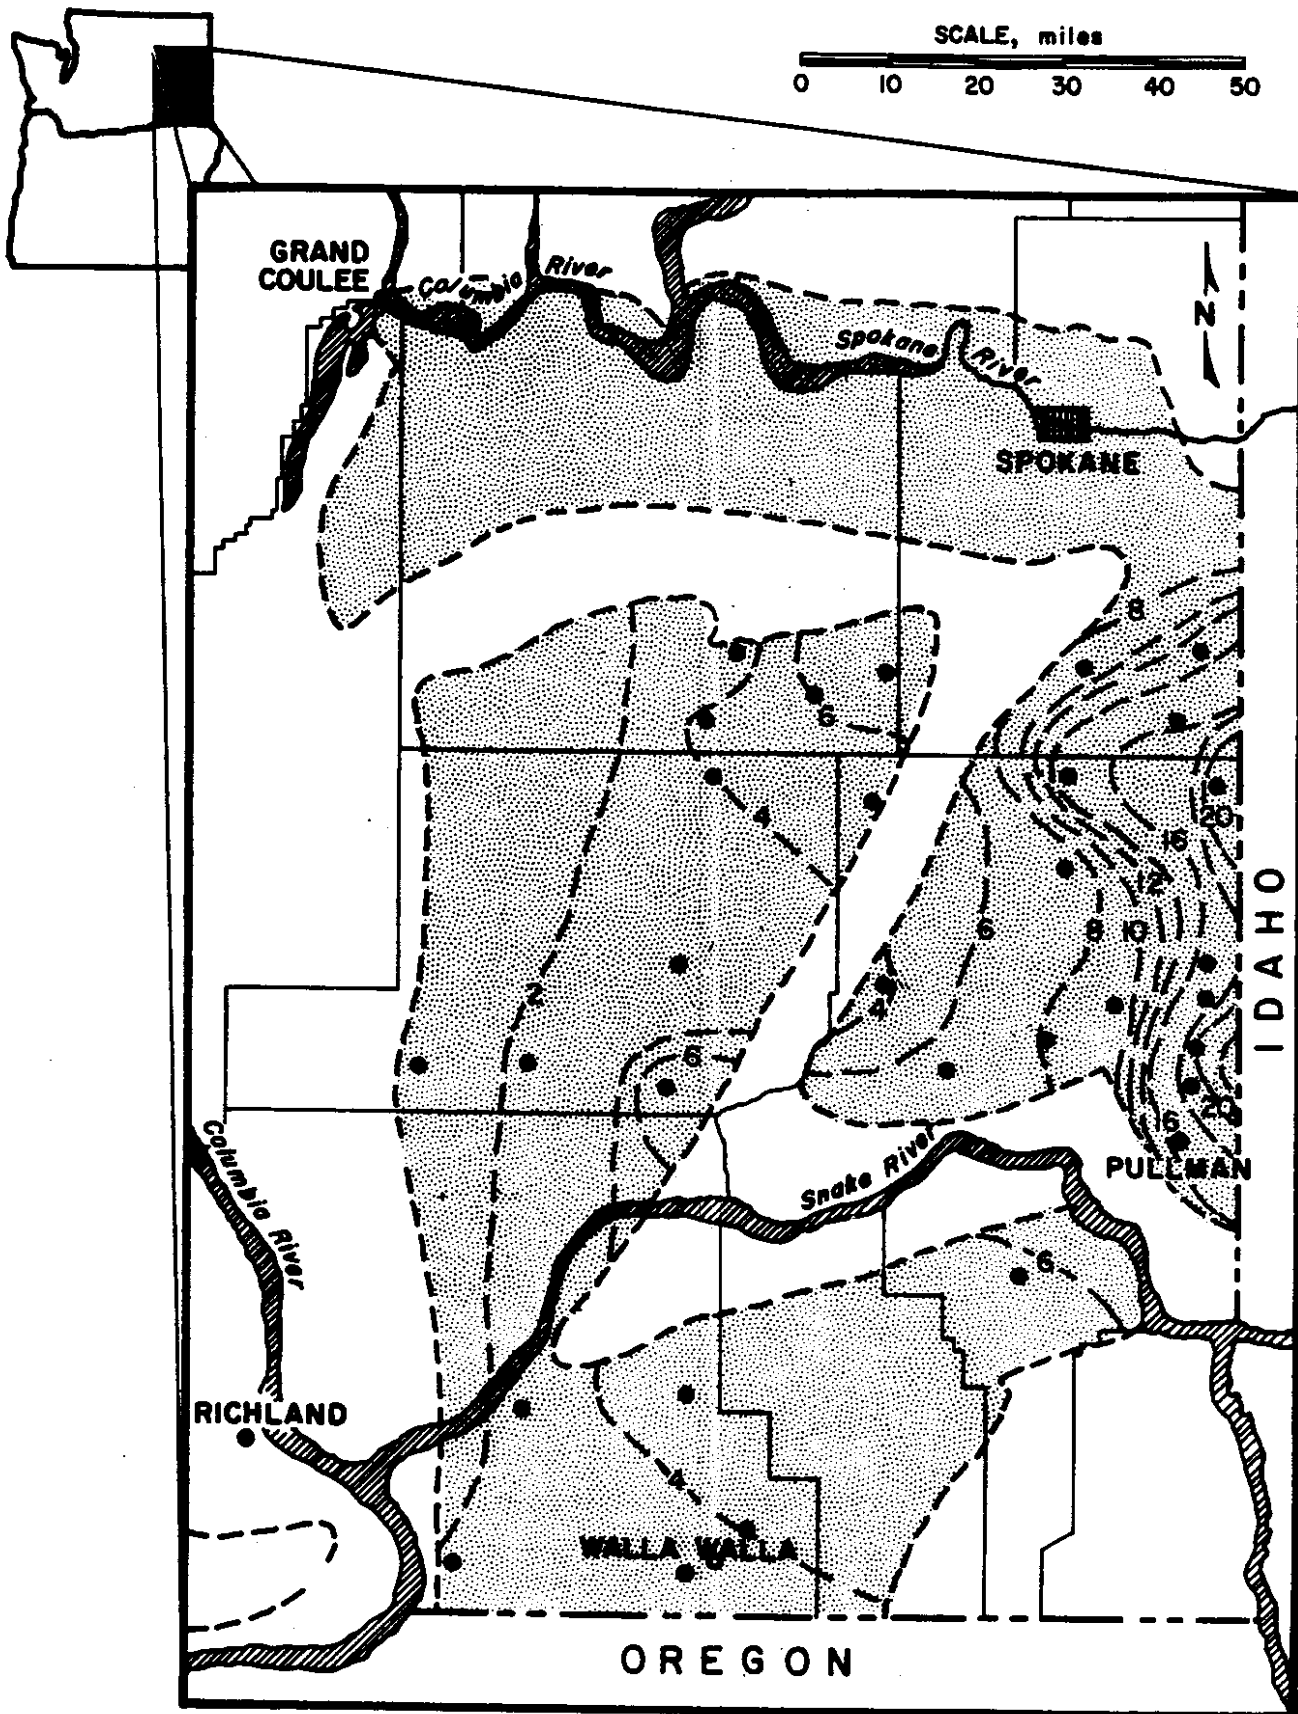 SCALE, miles
0 10 20 30 40 50
GRAND
COULEE
Columbia River
N
Spokane River
SPOKANE
8
6
4
20
16
12
6
8
10
2
4
6
20
16
PULLMAN
Columbia River
Snake River
IDAHO
6
RICHLAND
4
WALLA WALLA
OREGON